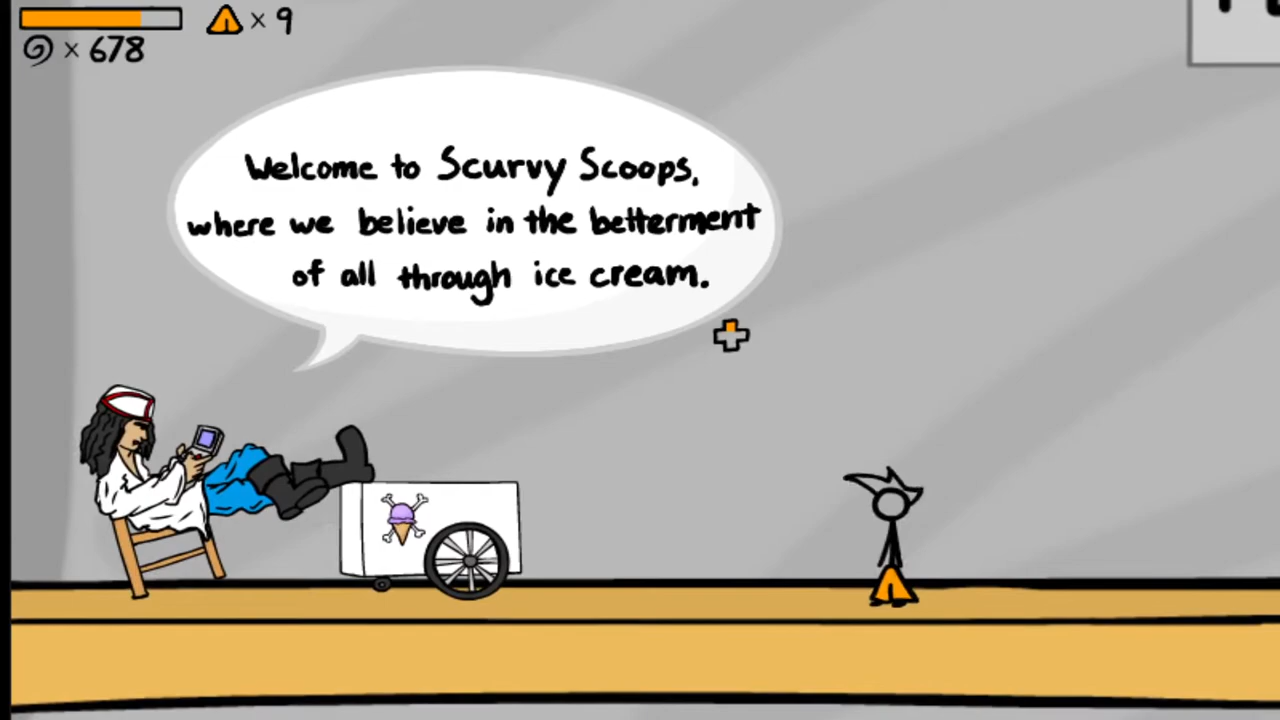 × 9
× 678
Welcome to Scurvy Scoops,
where we believe in the betterment
of all through ice cream.